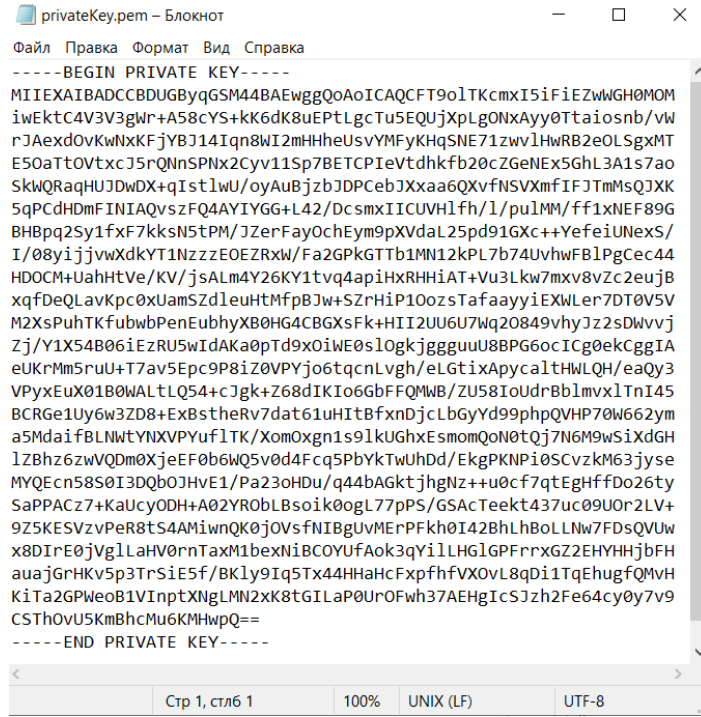 privateKey.pem – Блокнот
Файл Правка Формат Вид Справка
-----BEGIN PRIVATE KEY-----
MIIEXAIBADCCBDUGByqGSM44BAEwggQoAoICAQCFT9olTKcmxI5iFiEZwWGH0MOM
iwEktC4V3V3gWr+A58cYS+kK6dK8uEPtLgcTu5EQUjXpLgONxAyy0Ttaiosnb/vW
rJAexdOvKwNxKFjYBJ14Iqn8WI2mHHheUsvYMFyKHqSNE71zwvlHwRB2eOLSgxMT
E5OaTtOVtxcJ5rQNnSPNx2Cyv11Sp7BETCPIeVtdhkfb20cZGeNEx5GhL3A1s7ao
SkWQRaqHUJDwDX+qIstlwU/oyAuBjzbJDPCebJXxaa6QXvfNSVXmfIFJTmMsQJXK
5qPCdHDmFINIAQvszFQ4AYIYGG+L42/DcsmxIICUVHlfh/l/pulMM/ff1xNEF89G
BHBpq2Sy1fxF7kksN5tPM/JZerFayOchEym9pXVdaL25pd91GXc++YefeiUNexS/
I/08yijjvwXdkYT1NzzzEOEZRxW/Fa2GPkGTTb1MN12kPL7b74UvhwFBlPgCec44
HDOCM+UahHtVe/KV/jsALm4Y26KY1tvq4apiHxRHHiAT+Vu3Lkw7mxv8vZc2eujB
xqfDeQLavKpc0xUamSZdleuHtMfpBJw+SZrHiP1OozsTafaayyiEXWLer7DT0V5V
M2XsPuhTKfubwbPenEubhyXB0HG4CBGXsFk+HII2UU6U7Wq2O849vhyJz2sDWvvj
Zj/Y1X54B06iEzRU5wIdAKa0pTd9xOiWE0slOgkjggguuU8BPG6ocICg0ekCggIA
eUKrMm5ruU+T7av5Epc9P8iZ0VPYjo6tqcnLvgh/eLGtixApycaltHWLQH/eaQy3
VPyxEuX01B0WALtLQ54+cJgk+Z68dIKIo6GbFFQMWB/ZU58IoUdrBblmvxlTnI45
BCRGe1Uy6w3ZD8+ExBstheRv7dat61uHItBfxnDjcLbGyYd99phpQVHP70W662ym
a5MdaifBLNWtYNXVPYuflTK/XomOxgn1s9lkUGhxEsmomQoN0tQj7N6M9wSiXdGH
lZBhz6zwVQDm0XjeEF0b6WQ5v0d4Fcq5PbYkTwUhDd/EkgPKNPi0SCvzkM63jyse
MYQEcn58S0I3DQbOJHvE1/Pa23oHDu/q44bAGktjhgNz++u0cf7qtEgHffDo26ty
SaPPACz7+KaUcyODH+A02YRObLBsoik0ogL77pPS/GSAcTeekt437uc09UOr2LV+
9Z5KESVzvPeR8tS4AMiwnQK0jOVsfNIBgUvMErPFkh0I42BhLhBoLLNw7FDsQVUw
x8DIrE0jVglLaHV0rnTaxM1bexNiBCOYUfAok3qYilLHGlGPFrrxGZ2EHYHHjbFH
auajGrHKv5p3TrSiE5f/BKly9Iq5Tx44HHaHcFxpfhfVXOvL8qDi1TqEhugfQMvH
KiTa2GPWeoB1VInptXNgLMN2xK8tGILaP0UrOFwh37AEHgIcSJzh2Fe64cy0y7v9
CSThOvU5KmBhcMu6KMHwpQ==
-----END PRIVATE KEY-----
Стр 1, стлб 1 100% UNIX (LF) UTF-8